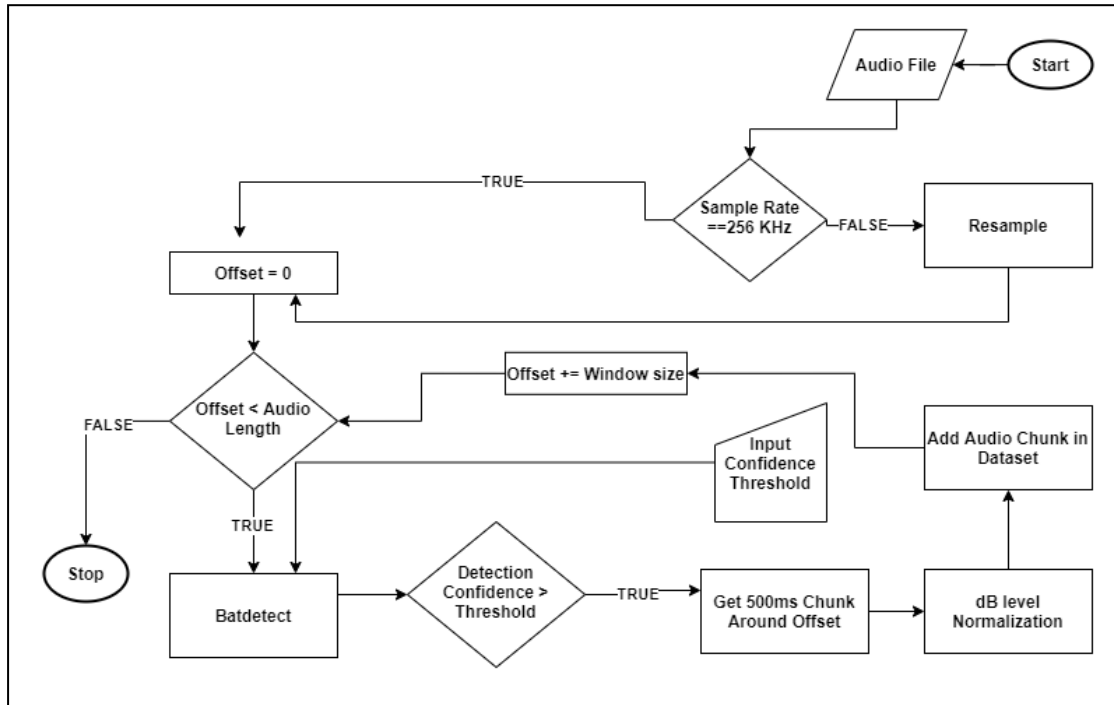 Start
Audio File
Sample Rate
==256 KHz
TRUE
FALSE
Resample
Offset = 0
Offset < Audio
Length
FALSE
Stop
TRUE
Offset += Window size
Input
Confidence
Threshold
Add Audio Chunk in
Dataset
Batdetect
Detection
Confidence >
Threshold
TRUE
Get 500ms Chunk
Around Offset
dB level
Normalization